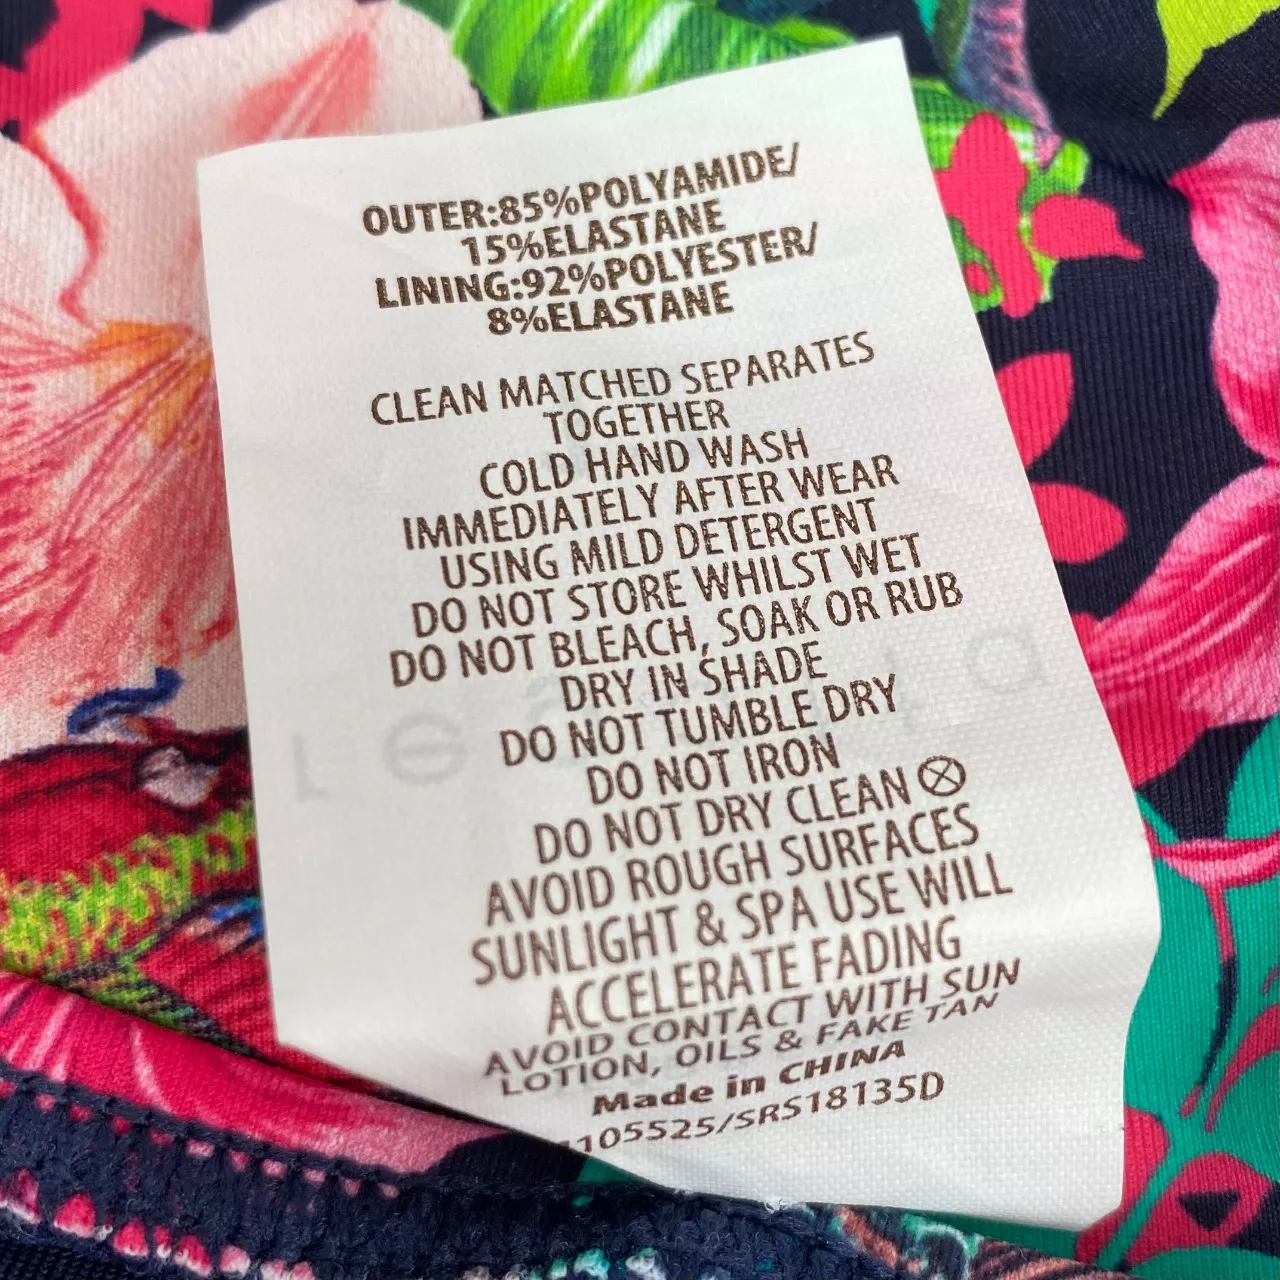 OUTER:85%POLYAMIDE/
15%ELASTANE
LINING:92%POLYESTER/
8%ELASTANE
CLEAN MATCHED SEPARATES
TOGETHER
COLD HAND WASH
IMMEDIATELY AFTER WEAR
USING MILD DETERGENT
DO NOT STORE WHILST WET
DO NOT BLEACH, SOAK OR RUB
DRY IN SHADE
DO NOT TUMBLE DRY
DO NOT IRON
DO NOT DRY CLEAN
AVOID ROUGH SURFACES
SUNLIGHT & SPA USE WILL
ACCELERATE FADING
AVOID CONTACT WITH SUN
LOTION, OILS & FAKE TAN
Made in CHINA